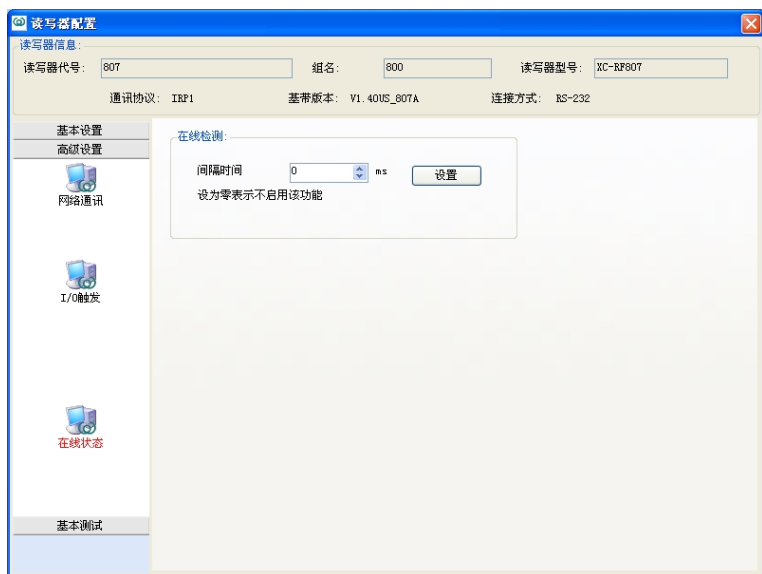 读写器配置
读写器信息:
读写器代号: 807 组名: 800 读写器型号: XC-RF807
通讯协议: IRP1 基带版本: V1.40US_807A 连接方式: RS-232
基本设置
高级设置
网络通讯
I/O触发
在线状态
基本测试
在线检测:
间隔时间 0 ms 设置
设为零表示不启用该功能